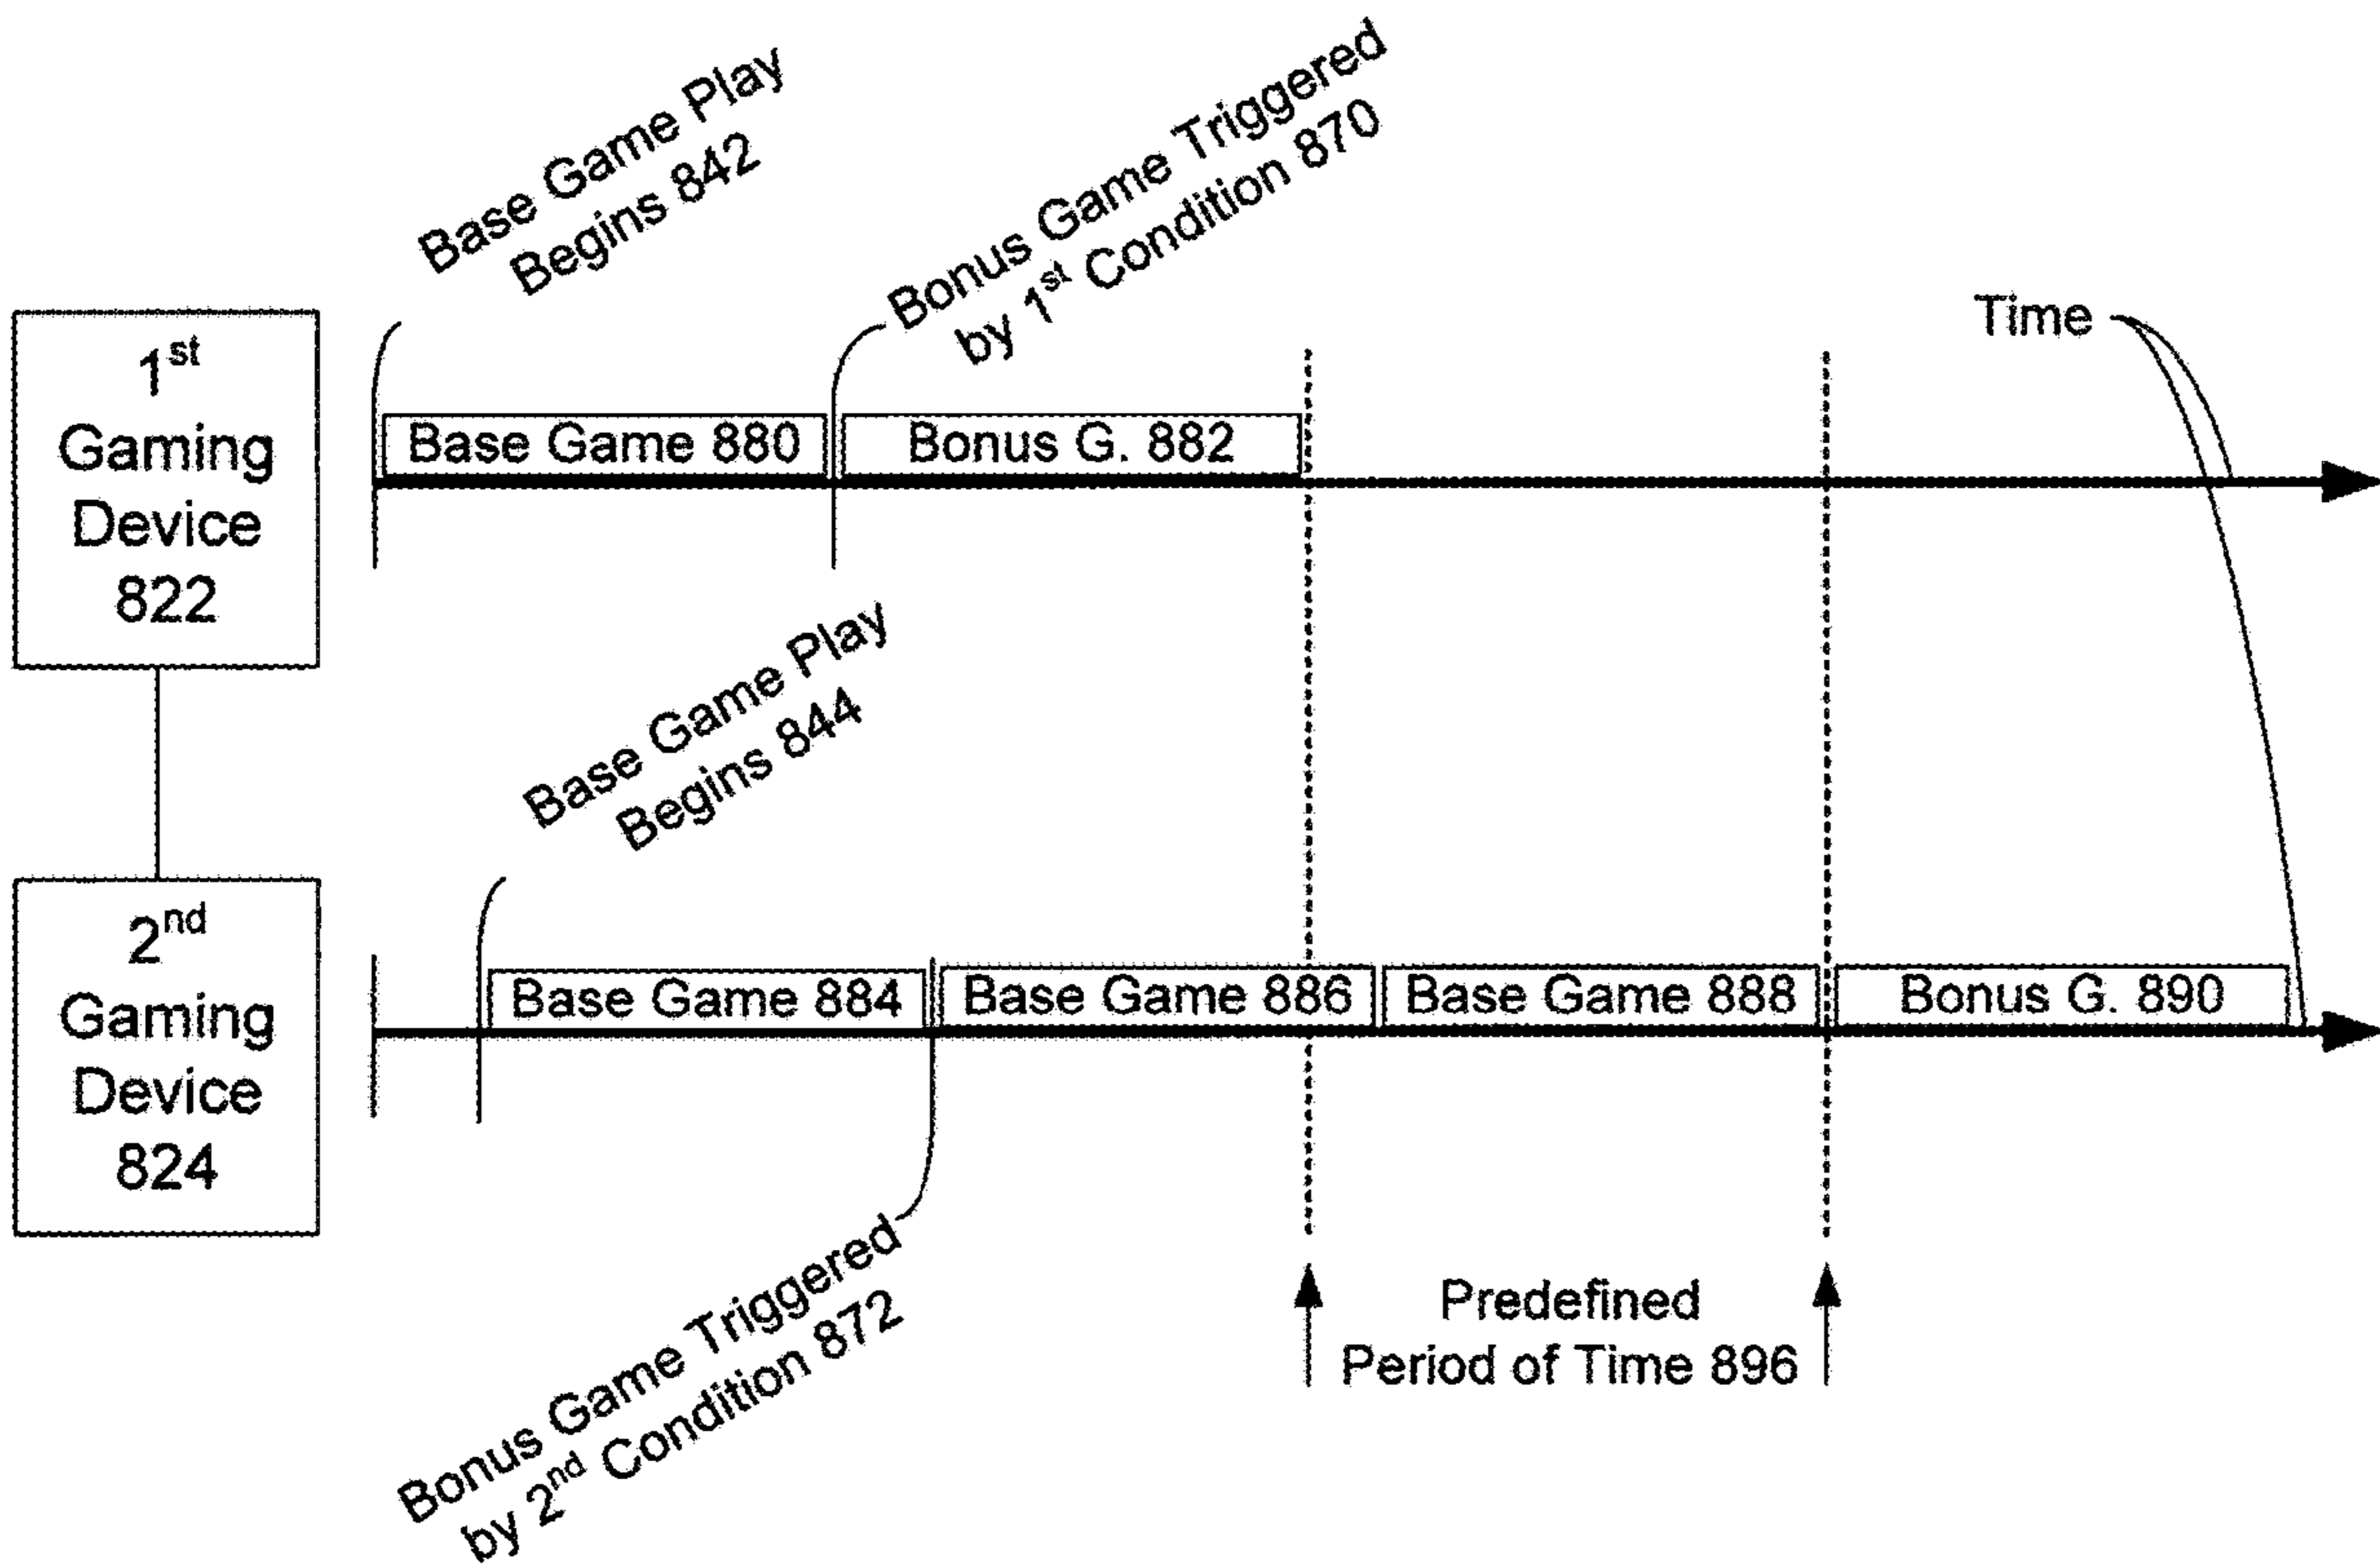 Base Game Play
Begins 842
Bonus Game Triggered
by 1st Condition 870
Time
1st
Gaming
Device
822
Base Game 880
Bonus G. 882
Base Game Play
Begins 844
2nd
Gaming
Device
824
Base Game 884
Base Game 886
Base Game 888
Bonus G. 890
Bonus Game Triggered
by 2nd Condition 872
Predefined
Period of Time 896